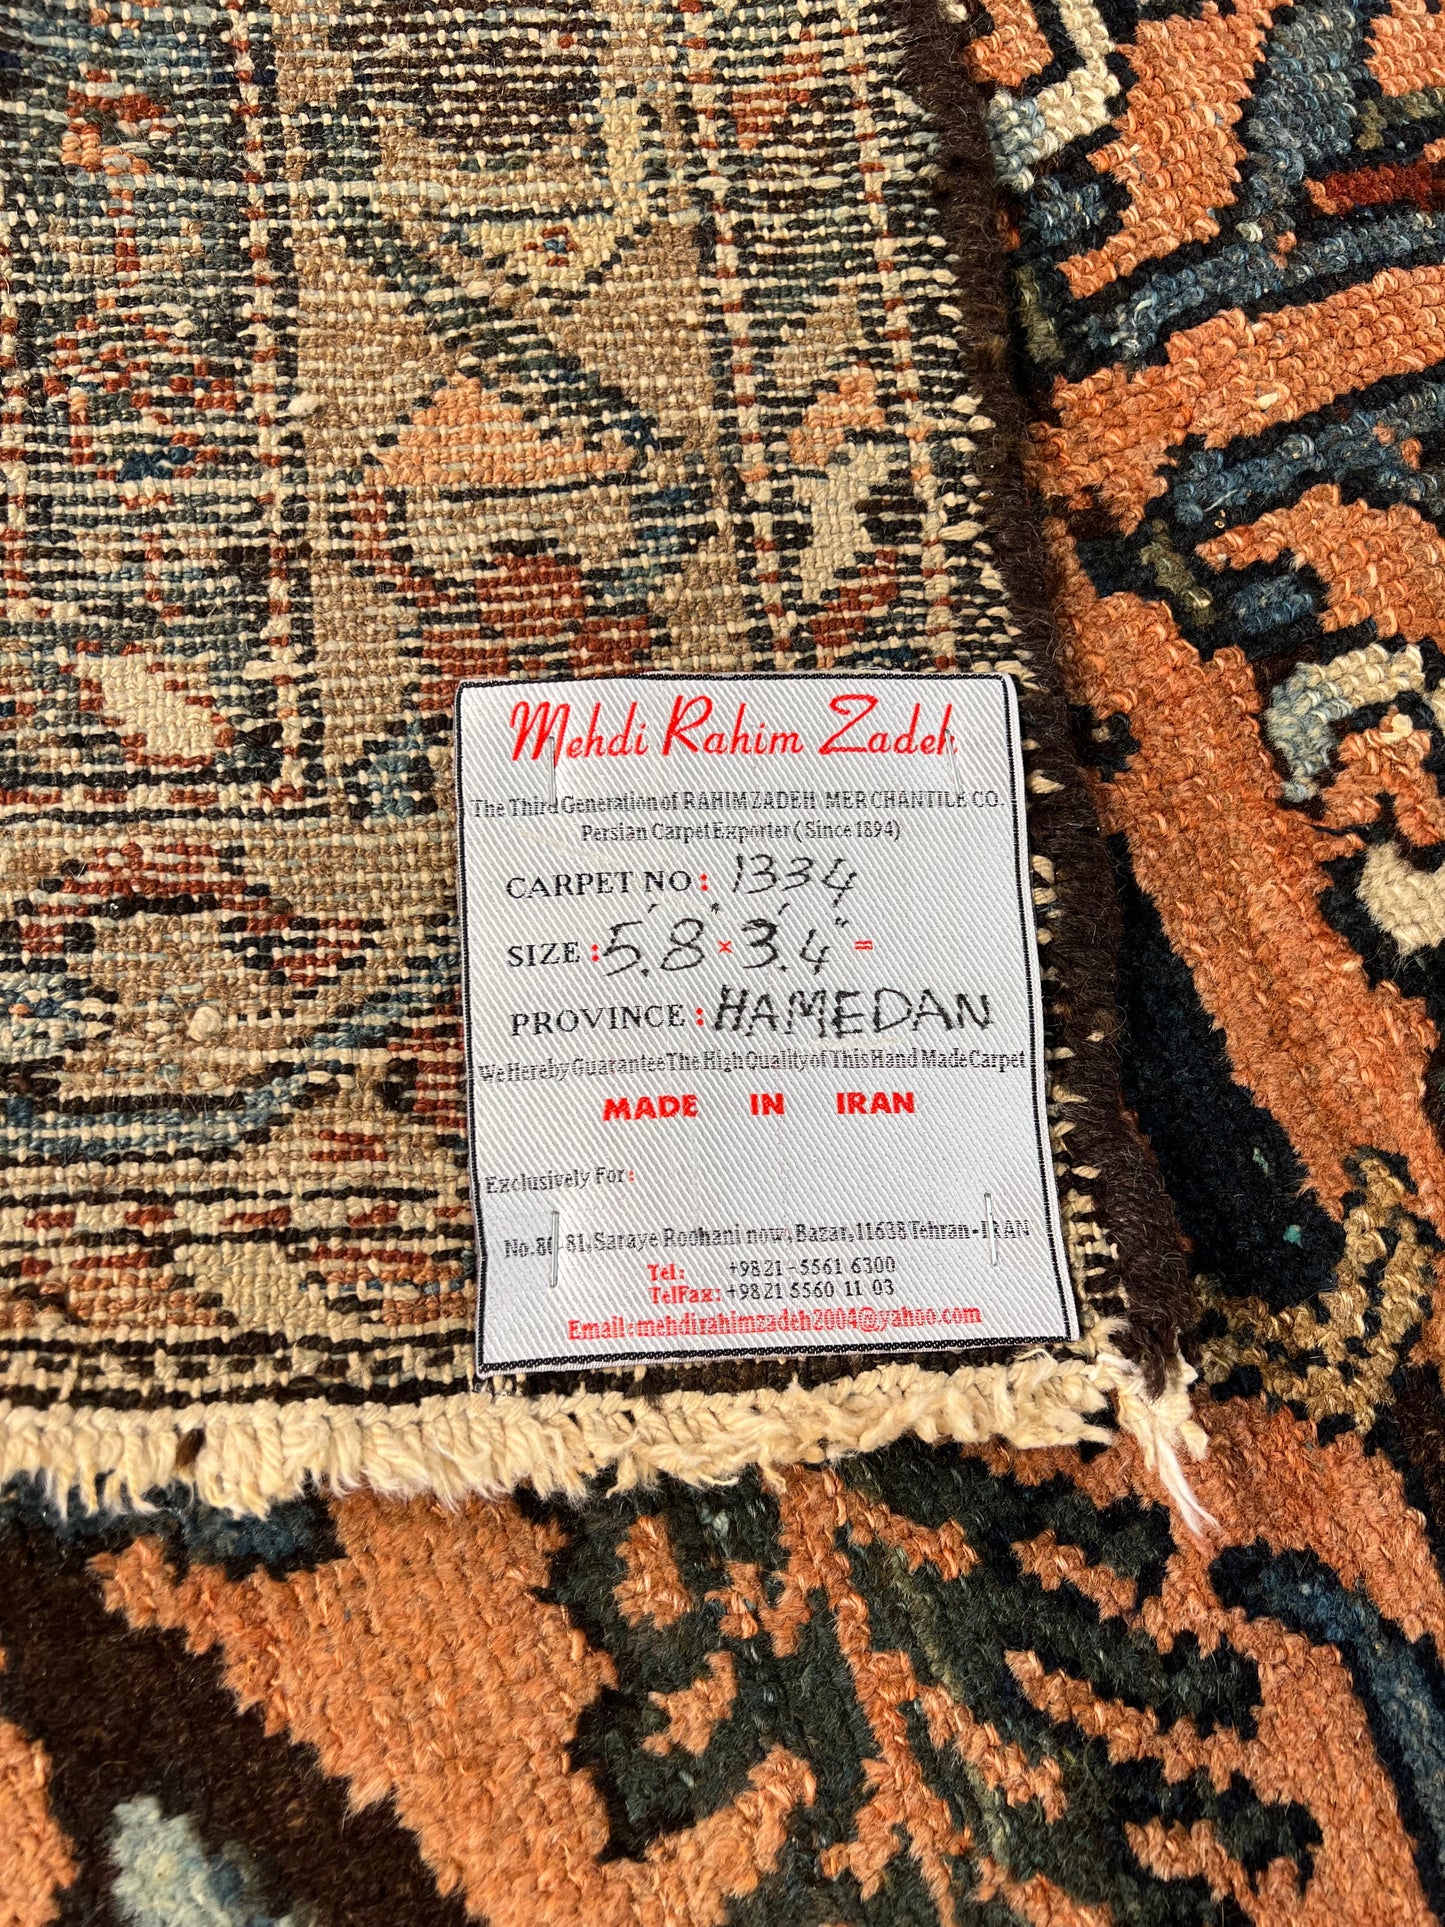 Mehdi Rahim Zadeh
The Third Generation of RAHIMZADEH MERCHANTILE CO.
Persian Carpet Exporter ( Since 1894)
CARPET NO : 1334
SIZE : 5.'8" × 3.'4" =
PROVINCE : HAMEDAN
We Hereby Guarantee The High Quality of This Hand Made Carpet
MADE IN IRAN
Exclusively For :
No. 80-81, Saraye Roohani now, Bazar, 11638 Tehran - IRAN
Tel : +9821 - 5561 6300
TelFax : +9821 5560 11 03
Email : mehdirahimzadeh2004@yahoo.com